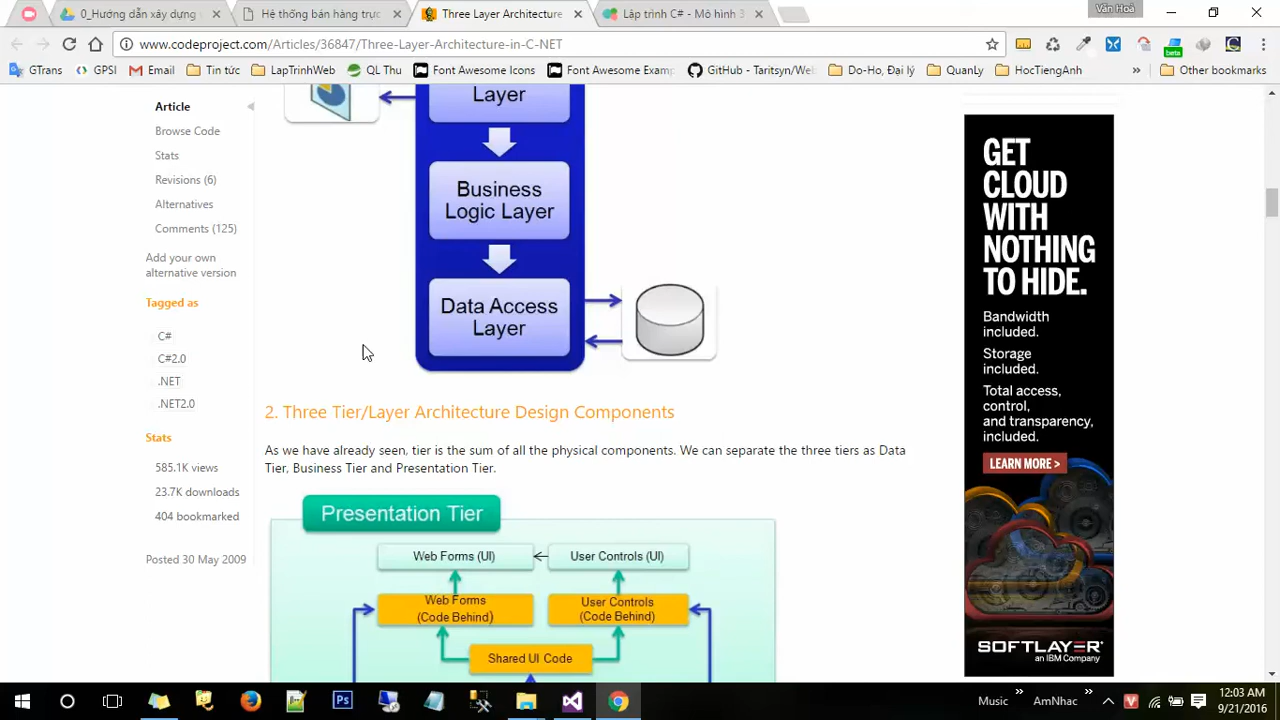 0_Hướng dẫn xây dựng
Hệ thống bán hàng trực
Three Layer Architecture
Lập trình C# - Mô hình 3
Văn Hoà
www.codeproject.com/Articles/36847/Three-Layer-Architecture-in-C-NET
GTrans
GPSI
Email
Tin tức
LapTrinhWeb
QL Thu
Font Awesome Icons
Font Awesome Examp
GitHub - Taritsyn/Web
Do-Ho, Đại lý
QuanLy
HocTiengAnh
»
Other bookmarks
beta
Article
Browse Code
Stats
Revisions (6)
Alternatives
Comments (125)
Add your own
alternative version
Tagged as
C#
C#2.0
.NET
.NET2.0
Stats
585.1K views
23.7K downloads
404 bookmarked
Posted 30 May 2009
Layer
Business
Logic Layer
Data Access
Layer
2. Three Tier/Layer Architecture Design Components
As we have already seen, tier is the sum of all the physical components. We can separate the three tiers as Data
Tier, Business Tier and Presentation Tier.
Presentation Tier
Web Forms (UI)
User Controls (UI)
Web Forms
(Code Behind)
User Controls
(Code Behind)
Shared UI Code
GET
CLOUD
WITH
NOTHING
TO HIDE.
Bandwidth
included.
Storage
included.
Total access,
control,
and transparency,
included.
LEARN MORE >
SOFTLAYER
an IBM Company
Ps
Music
»
AmNhac
»
V
12:03 AM
9/21/2016